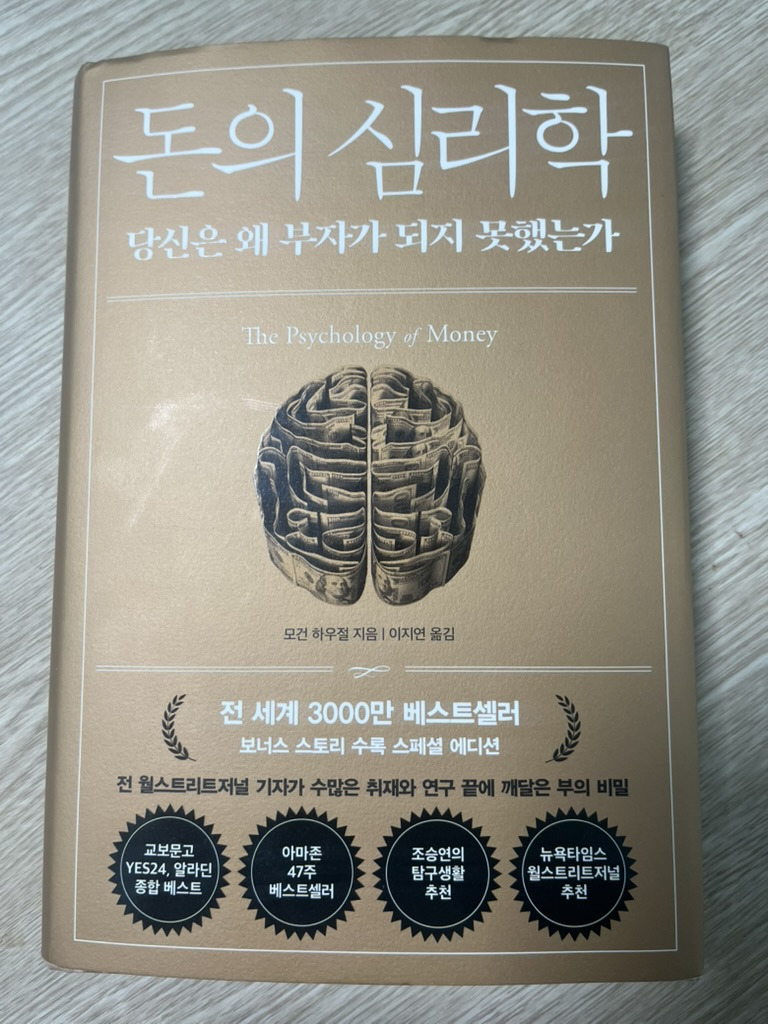 돈의 심리학
당신은 왜 부자가 되지 못했는가
The Psychology of Money
모건 하우절 지음 | 이지연 옮김
전 세계 3000만 베스트셀러
보너스 스토리 수록 스페셜 에디션
전 월스트리트저널 기자가 수많은 취재와 연구 끝에 깨달은 부의 비밀
교보문고
YES24, 알라딘
종합 베스트
아마존
47주
베스트셀러
조승연의
탐구생활
추천
뉴욕타임스
월스트리트저널
추천